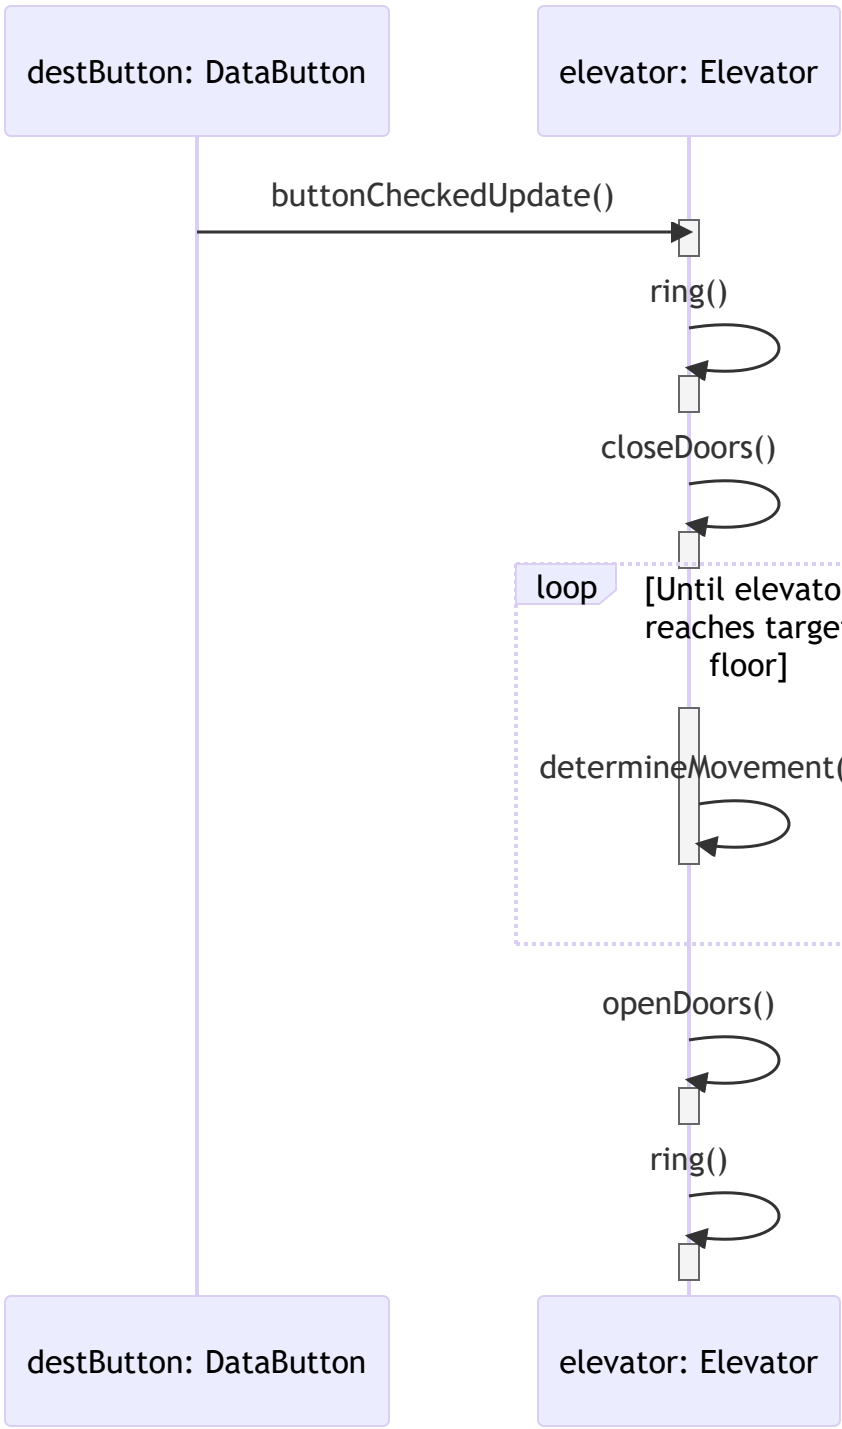 destButton: DataButton
elevator: Elevator
buttonCheckedUpdate()
ring()
closeDoors()
loop
[Until elevato
reaches target
floor]
determineMovement(
openDoors()
ring()
destButton: DataButton
elevator: Elevator